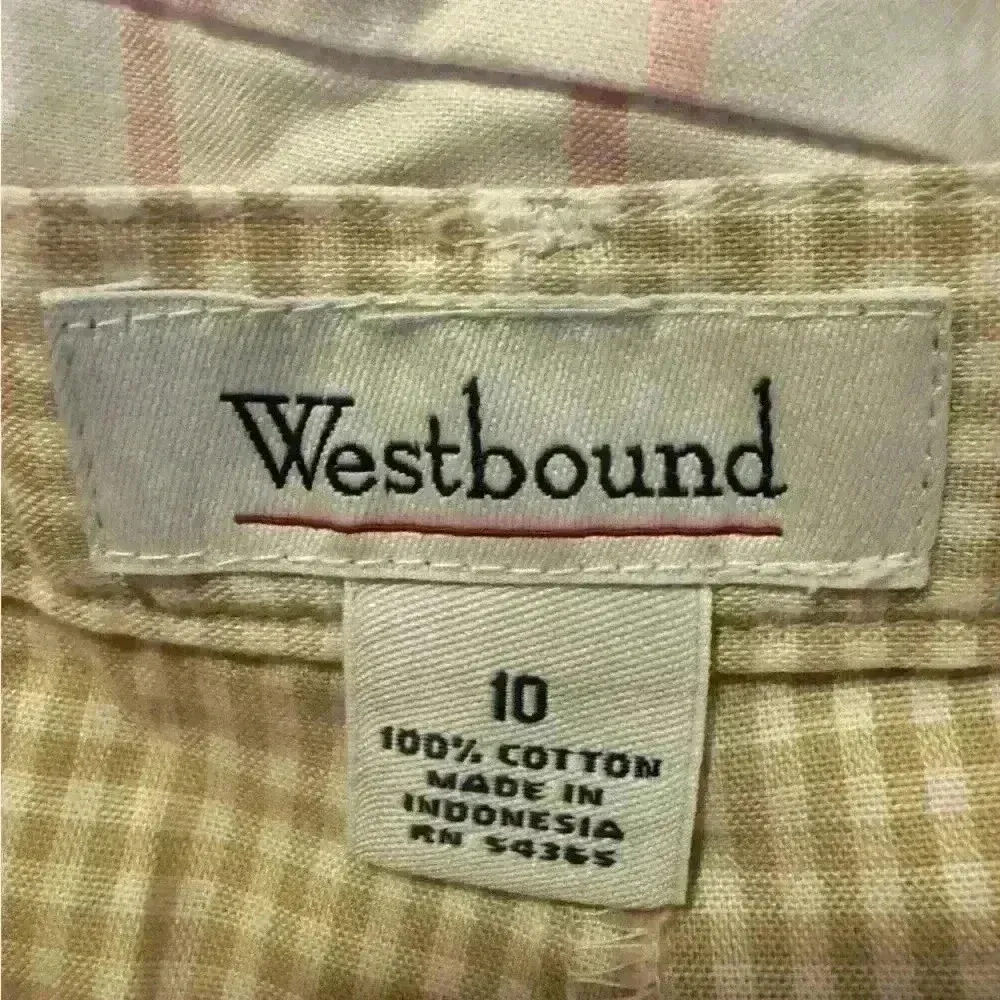 Westbound
10
100% COTTON
MADE IN
INDONESIA
RN 54365